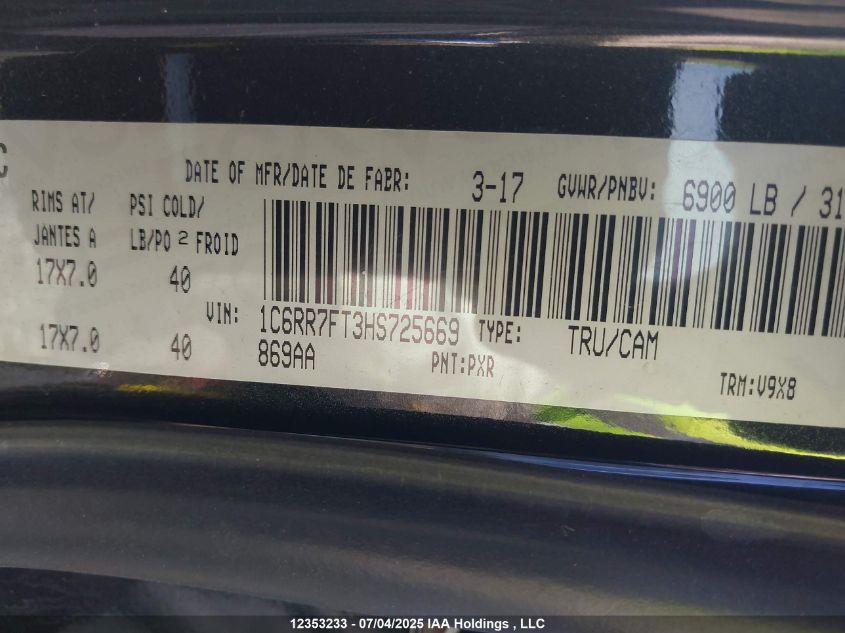 C
DATE OF MFR/DATE DE FABR: 3-17 GVWR/PNBV: 6900 LB / 31
RIMS AT/ PSI COLD/
JANTES A LB/PO 2 FROID
17X7.0 40
VIN: 1C6RR7FT3HS725669 TYPE: TRU/CAM
17X7.0 40 869AA PNT:PXR TRM:V9X8
12353233 - 07/04/2025 IAA Holdings , LLC